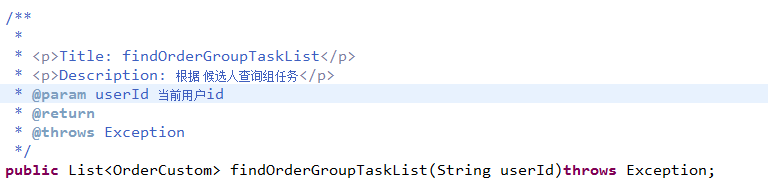 /**
 *
 * <p>Title: findOrderGroupTaskList</p>
 * <p>Description: 根据 候选人查询组任务</p>
 * @param userId 当前用户id
 * @return
 * @throws Exception
 */
public List<OrderCustom> findOrderGroupTaskList(String userId)throws Exception;